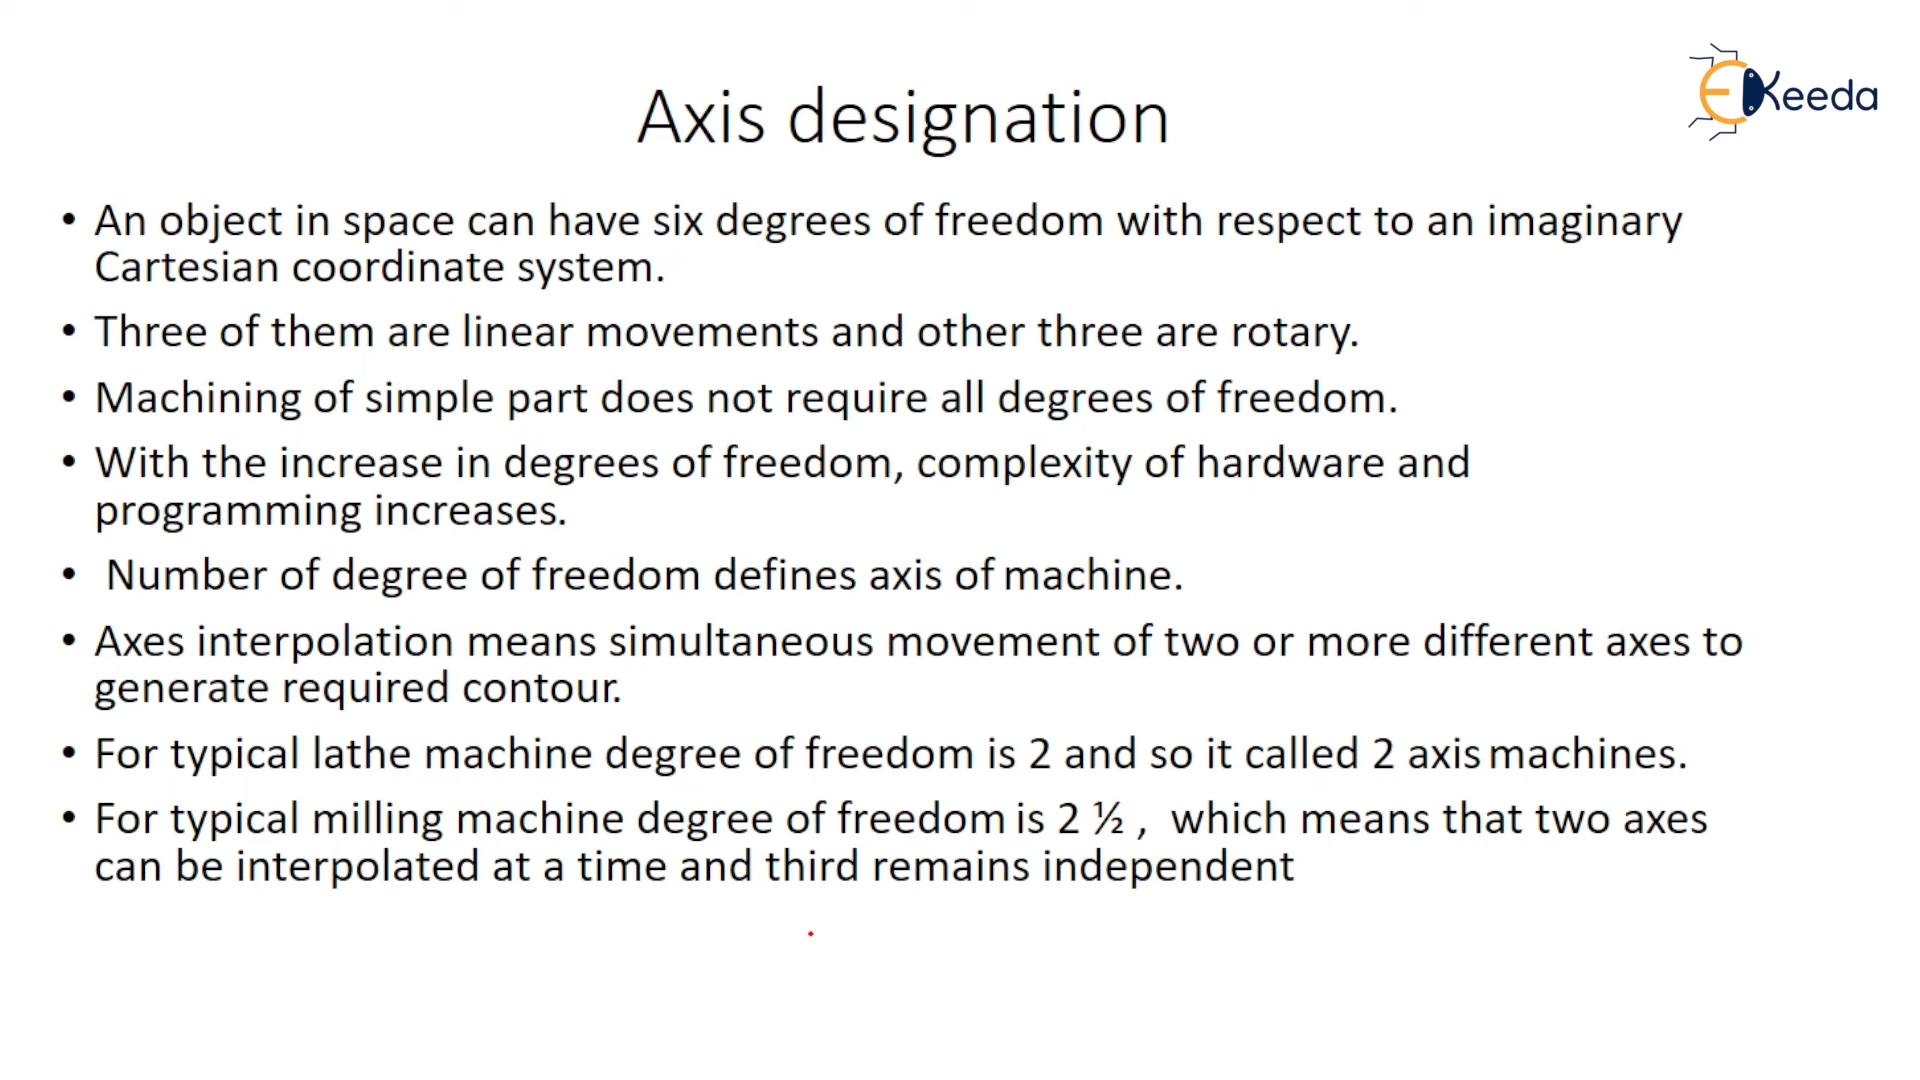 EKeeda
Axis designation
• An object in space can have six degrees of freedom with respect to an imaginary
Cartesian coordinate system.
• Three of them are linear movements and other three are rotary.
• Machining of simple part does not require all degrees of freedom.
• With the increase in degrees of freedom, complexity of hardware and
programming increases.
• Number of degree of freedom defines axis of machine.
• Axes interpolation means simultaneous movement of two or more different axes to
generate required contour.
• For typical lathe machine degree of freedom is 2 and so it called 2 axis machines.
• For typical milling machine degree of freedom is 2 ½ , which means that two axes
can be interpolated at a time and third remains independent